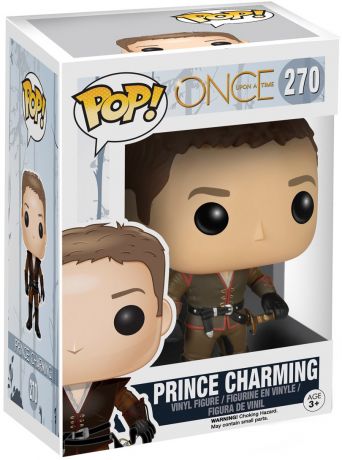 POP!
ONCE
UPON A TIME
270
POP!
PRINCE CHARMING
270
PRINCE CHARMING
VINYL FIGURE / FIGURINE EN VINYLE /
FIGURA DE VINIL
WARNING: CHOKING HAZARD.
May contain small parts.
AGE
3+